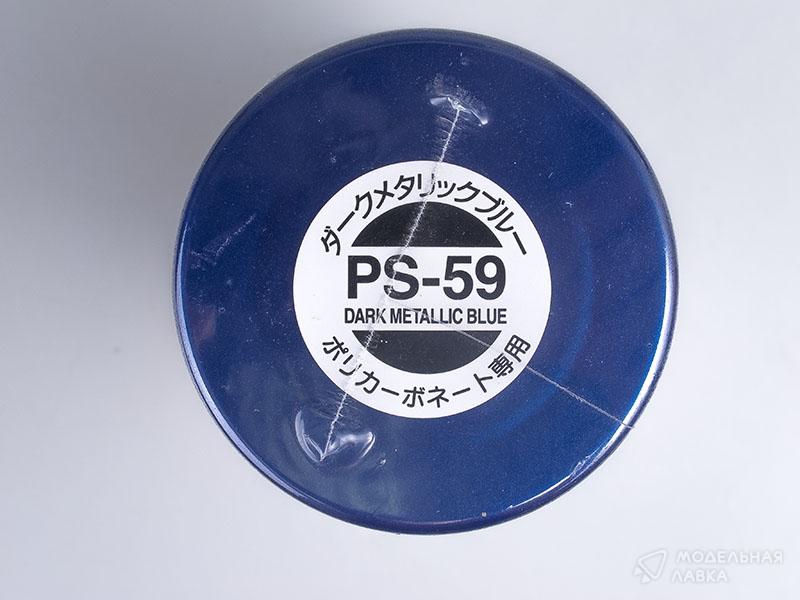 ダークメタリックブルー
PS-59
DARK METALLIC BLUE
ポリカーボネート専用
МОДЕЛЬНАЯ
ЛАВКА